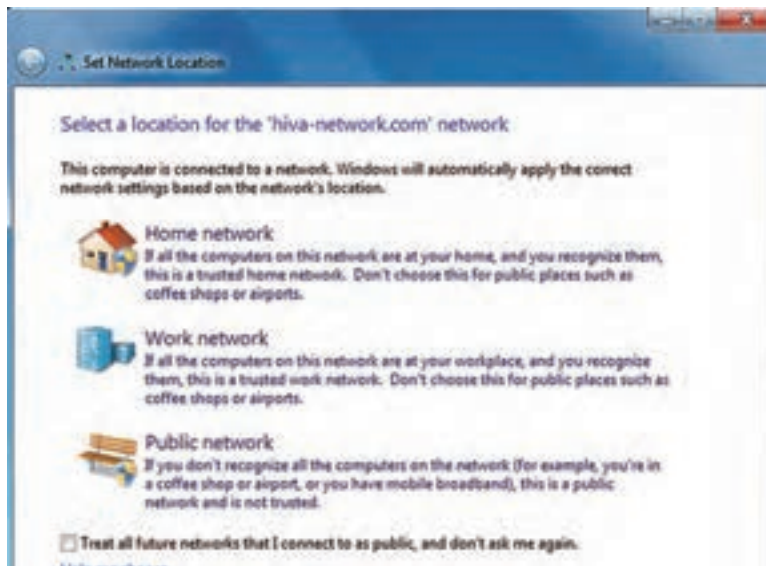 Set Network Location
Select a location for the 'hiva-network.com' network
This computer is connected to a network. Windows will automatically apply the correct
network settings based on the network's location.
Home network
If all the computers on this network are at your home, and you recognize them,
this is a trusted home network. Don't choose this for public places such as
coffee shops or airports.
Work network
If all the computers on this network are at your workplace, and you recognize
them, this is a trusted work network. Don't choose this for public places such as
coffee shops or airports.
Public network
If you don't recognize all the computers on the network (for example, you're in
a coffee shop or airport, or you have mobile broadband), this is a public
network and is not trusted.
Treat all future networks that I connect to as public, and don't ask me again.